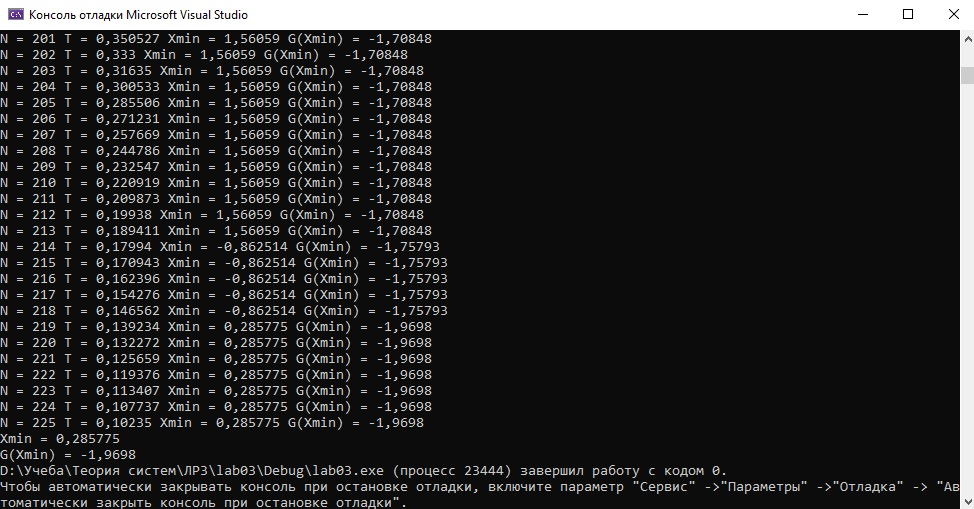 Консоль отладки Microsoft Visual Studio
N = 201 T = 0,350527 Xmin = 1,56059 G(Xmin) = -1,70848
N = 202 T = 0,333 Xmin = 1,56059 G(Xmin) = -1,70848
N = 203 T = 0,31635 Xmin = 1,56059 G(Xmin) = -1,70848
N = 204 T = 0,300533 Xmin = 1,56059 G(Xmin) = -1,70848
N = 205 T = 0,285506 Xmin = 1,56059 G(Xmin) = -1,70848
N = 206 T = 0,271231 Xmin = 1,56059 G(Xmin) = -1,70848
N = 207 T = 0,257669 Xmin = 1,56059 G(Xmin) = -1,70848
N = 208 T = 0,244786 Xmin = 1,56059 G(Xmin) = -1,70848
N = 209 T = 0,232547 Xmin = 1,56059 G(Xmin) = -1,70848
N = 210 T = 0,220919 Xmin = 1,56059 G(Xmin) = -1,70848
N = 211 T = 0,209873 Xmin = 1,56059 G(Xmin) = -1,70848
N = 212 T = 0,19938 Xmin = 1,56059 G(Xmin) = -1,70848
N = 213 T = 0,189411 Xmin = 1,56059 G(Xmin) = -1,70848
N = 214 T = 0,17994 Xmin = -0,862514 G(Xmin) = -1,75793
N = 215 T = 0,170943 Xmin = -0,862514 G(Xmin) = -1,75793
N = 216 T = 0,162396 Xmin = -0,862514 G(Xmin) = -1,75793
N = 217 T = 0,154276 Xmin = -0,862514 G(Xmin) = -1,75793
N = 218 T = 0,146562 Xmin = -0,862514 G(Xmin) = -1,75793
N = 219 T = 0,139234 Xmin = 0,285775 G(Xmin) = -1,9698
N = 220 T = 0,132272 Xmin = 0,285775 G(Xmin) = -1,9698
N = 221 T = 0,125659 Xmin = 0,285775 G(Xmin) = -1,9698
N = 222 T = 0,119376 Xmin = 0,285775 G(Xmin) = -1,9698
N = 223 T = 0,113407 Xmin = 0,285775 G(Xmin) = -1,9698
N = 224 T = 0,107737 Xmin = 0,285775 G(Xmin) = -1,9698
N = 225 T = 0,10235 Xmin = 0,285775 G(Xmin) = -1,9698
Xmin = 0,285775
G(Xmin) = -1,9698
D:\Учеба\Теория систем\ЛР3\lab03\Debug\lab03.exe (процесс 23444) завершил работу с кодом 0.
Чтобы автоматически закрывать консоль при остановке отладки, включите параметр "Сервис" ->"Параметры" ->"Отладка" -> "Ав
томатически закрыть консоль при остановке отладки".